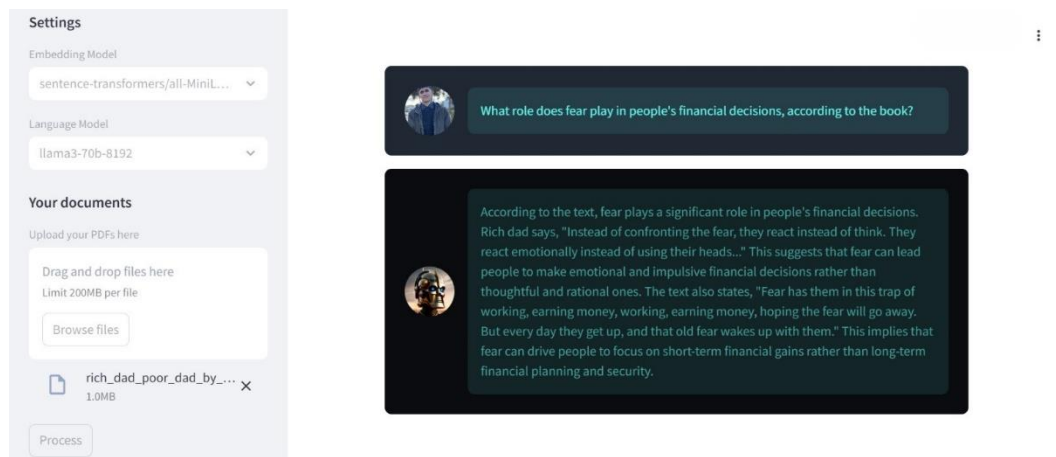 Settings
Embedding Model
sentence-transformers/all-MiniL...
Language Model
llama3-70b-8192
Your documents
Upload your PDFs here
Drag and drop files here
Limit 200MB per file
Browse files
rich_dad_poor_dad_by_...
1.0MB
Process
What role does fear play in people's financial decisions, according to the book?
According to the text, fear plays a significant role in people's financial decisions.
Rich dad says, "Instead of confronting the fear, they react instead of think. They
react emotionally instead of using their heads..." This suggests that fear can lead
people to make emotional and impulsive financial decisions rather than
thoughtful and rational ones. The text also states, "Fear has them in this trap of
working, earning money, working, earning money, hoping the fear will go away.
But every day they get up, and that old fear wakes up with them." This implies that
fear can drive people to focus on short-term financial gains rather than long-term
financial planning and security.